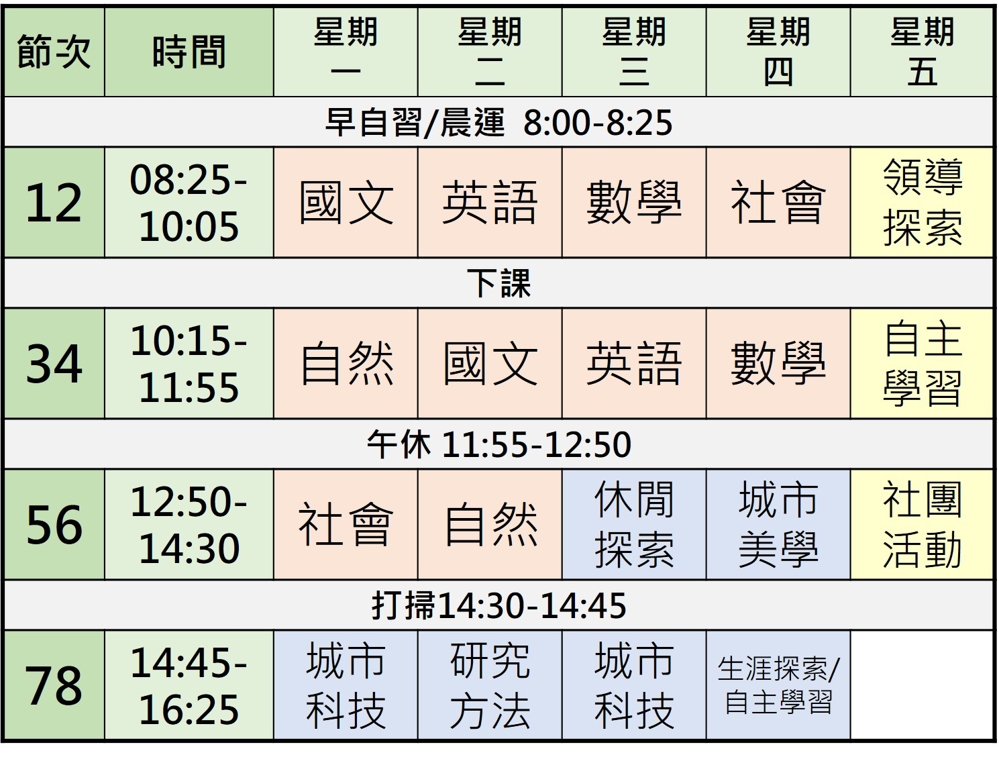 節次 時間 星期一 星期二 星期三 星期四 星期五
早自習/晨運 8:00-8:25
12 08:25-10:05 國文 英語 數學 社會 領導探索
下課
34 10:15-11:55 自然 國文 英語 數學 自主學習
午休 11:55-12:50
56 12:50-14:30 社會 自然 休閒探索 城市美學 社團活動
打掃14:30-14:45
78 14:45-16:25 城市科技 研究方法 城市科技 生涯探索/自主學習